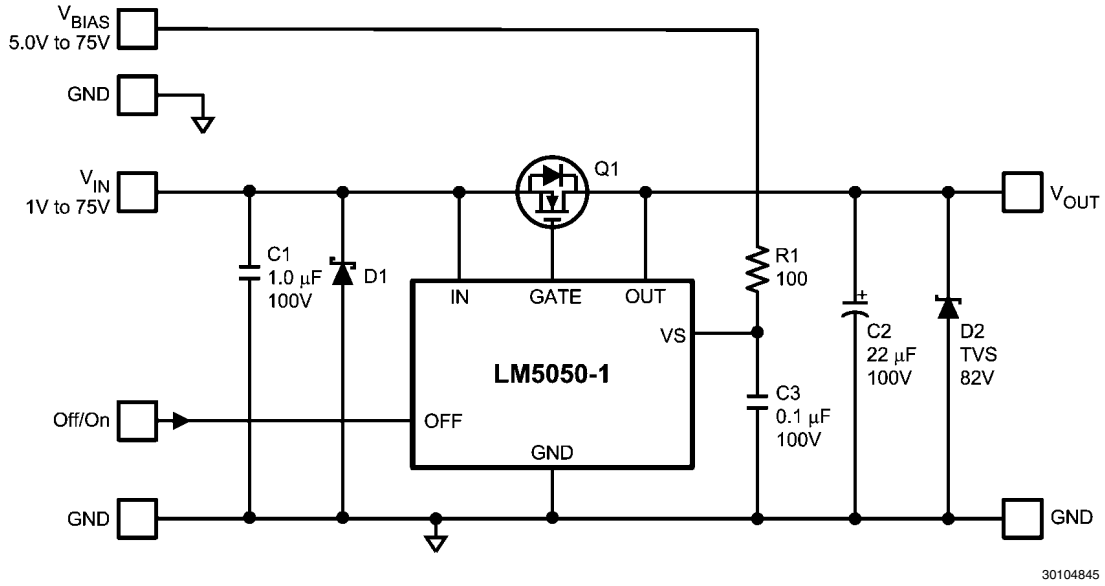 VBIAS
5.0V to 75V
GND
VIN
1V to 75V
Q1
VOUT
C1
1.0 μF
100V
D1
R1
100
IN
GATE
OUT
VS
LM5050-1
C2
22 μF
100V
D2
TVS
82V
C3
0.1 μF
100V
Off/On
OFF
GND
GND
GND
30104845